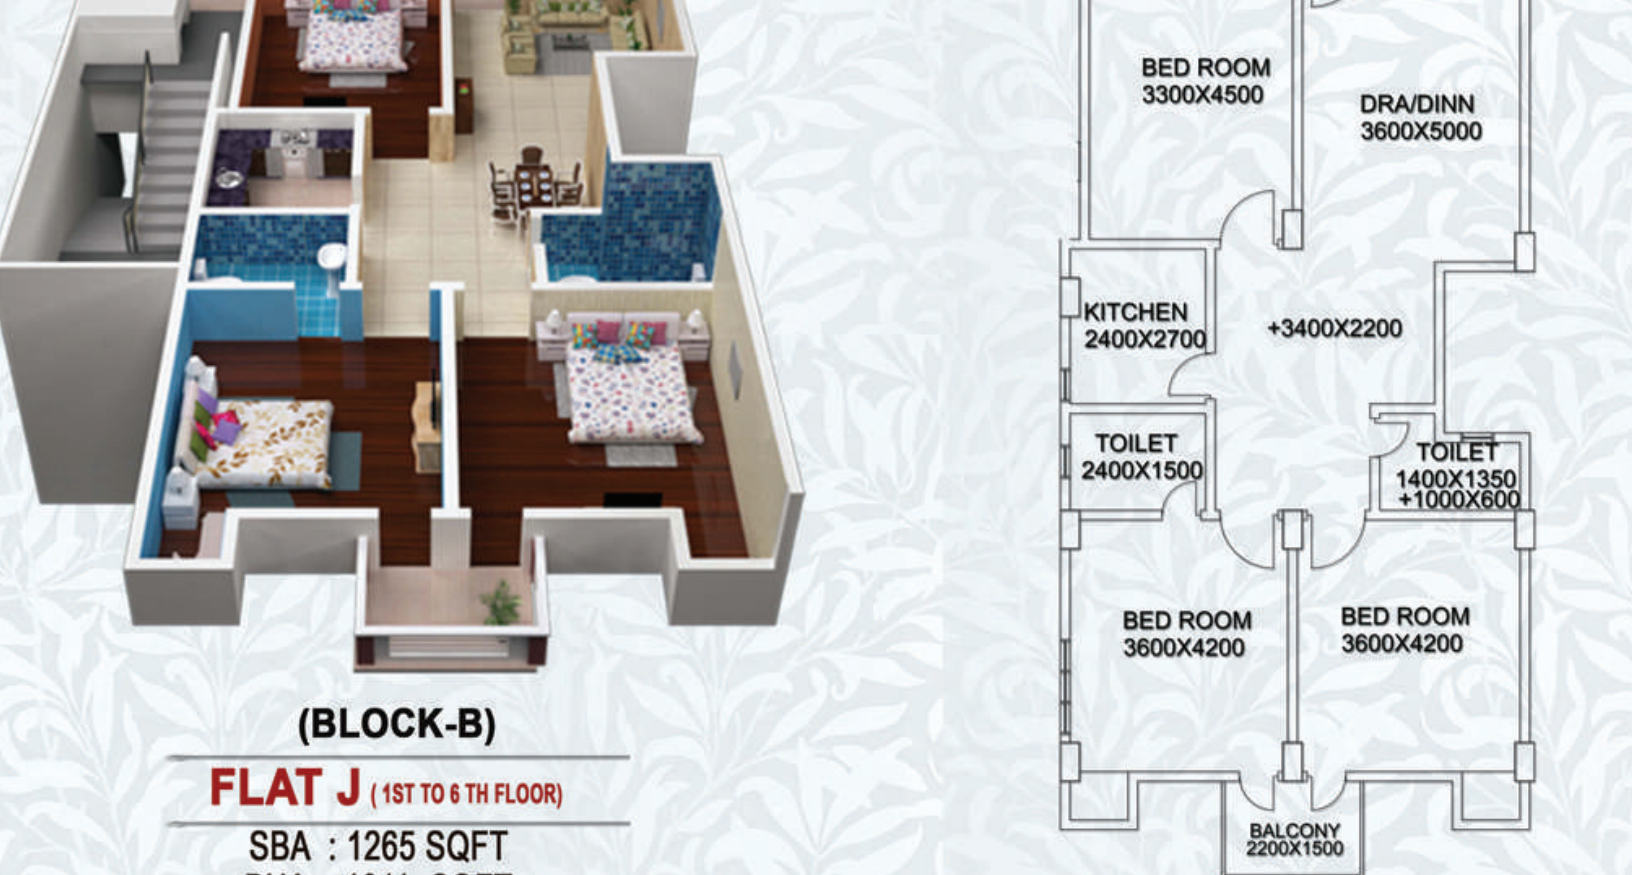 (BLOCK-B)
FLAT J ( 1ST TO 6 TH FLOOR)
SBA : 1265 SQFT
BED ROOM
3300X4500
DRA/DINN
3600X5000
KITCHEN
2400X2700
+3400X2200
TOILET
2400X1500
TOILET
1400X1350
+1000X600
BED ROOM
3600X4200
BED ROOM
3600X4200
BALCONY
2200X1500